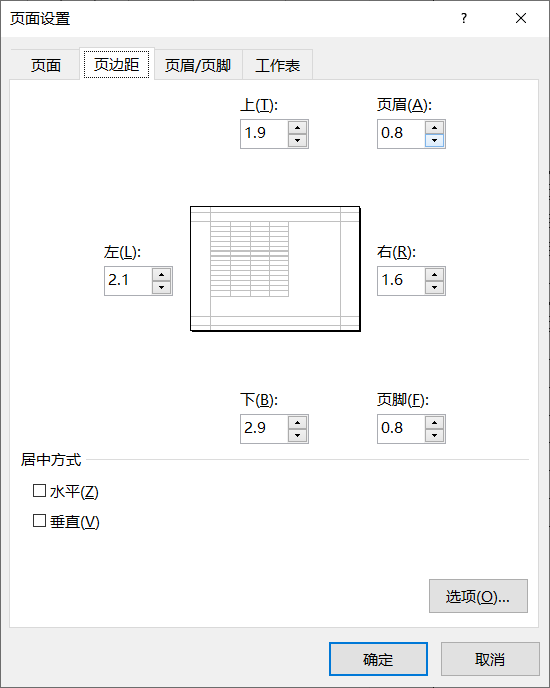 页面设置
?
页面 页边距 页眉/页脚 工作表
上(T): 页眉(A):
1.9 0.8
左(L): 右(R):
2.1 1.6
下(B): 页脚(F):
2.9 0.8
居中方式
水平(Z)
垂直(V)
选项(O)...
确定 取消